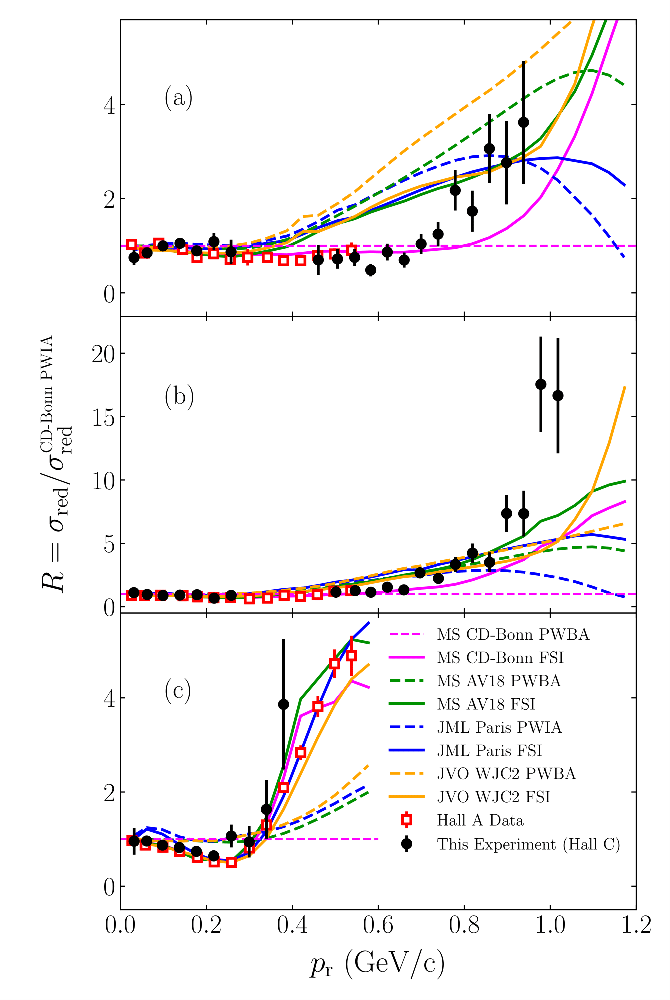 (a)
4
2
0
R = σ_red/σ_red^CD-Bonn PWIA
(b)
20
15
10
5
0
(c)
4
2
0
MS CD-Bonn PWBA
MS CD-Bonn FSI
MS AV18 PWBA
MS AV18 FSI
JML Paris PWIA
JML Paris FSI
JVO WJC2 PWBA
JVO WJC2 FSI
Hall A Data
This Experiment (Hall C)
0.0 0.2 0.4 0.6 0.8 1.0 1.2
p_r (GeV/c)